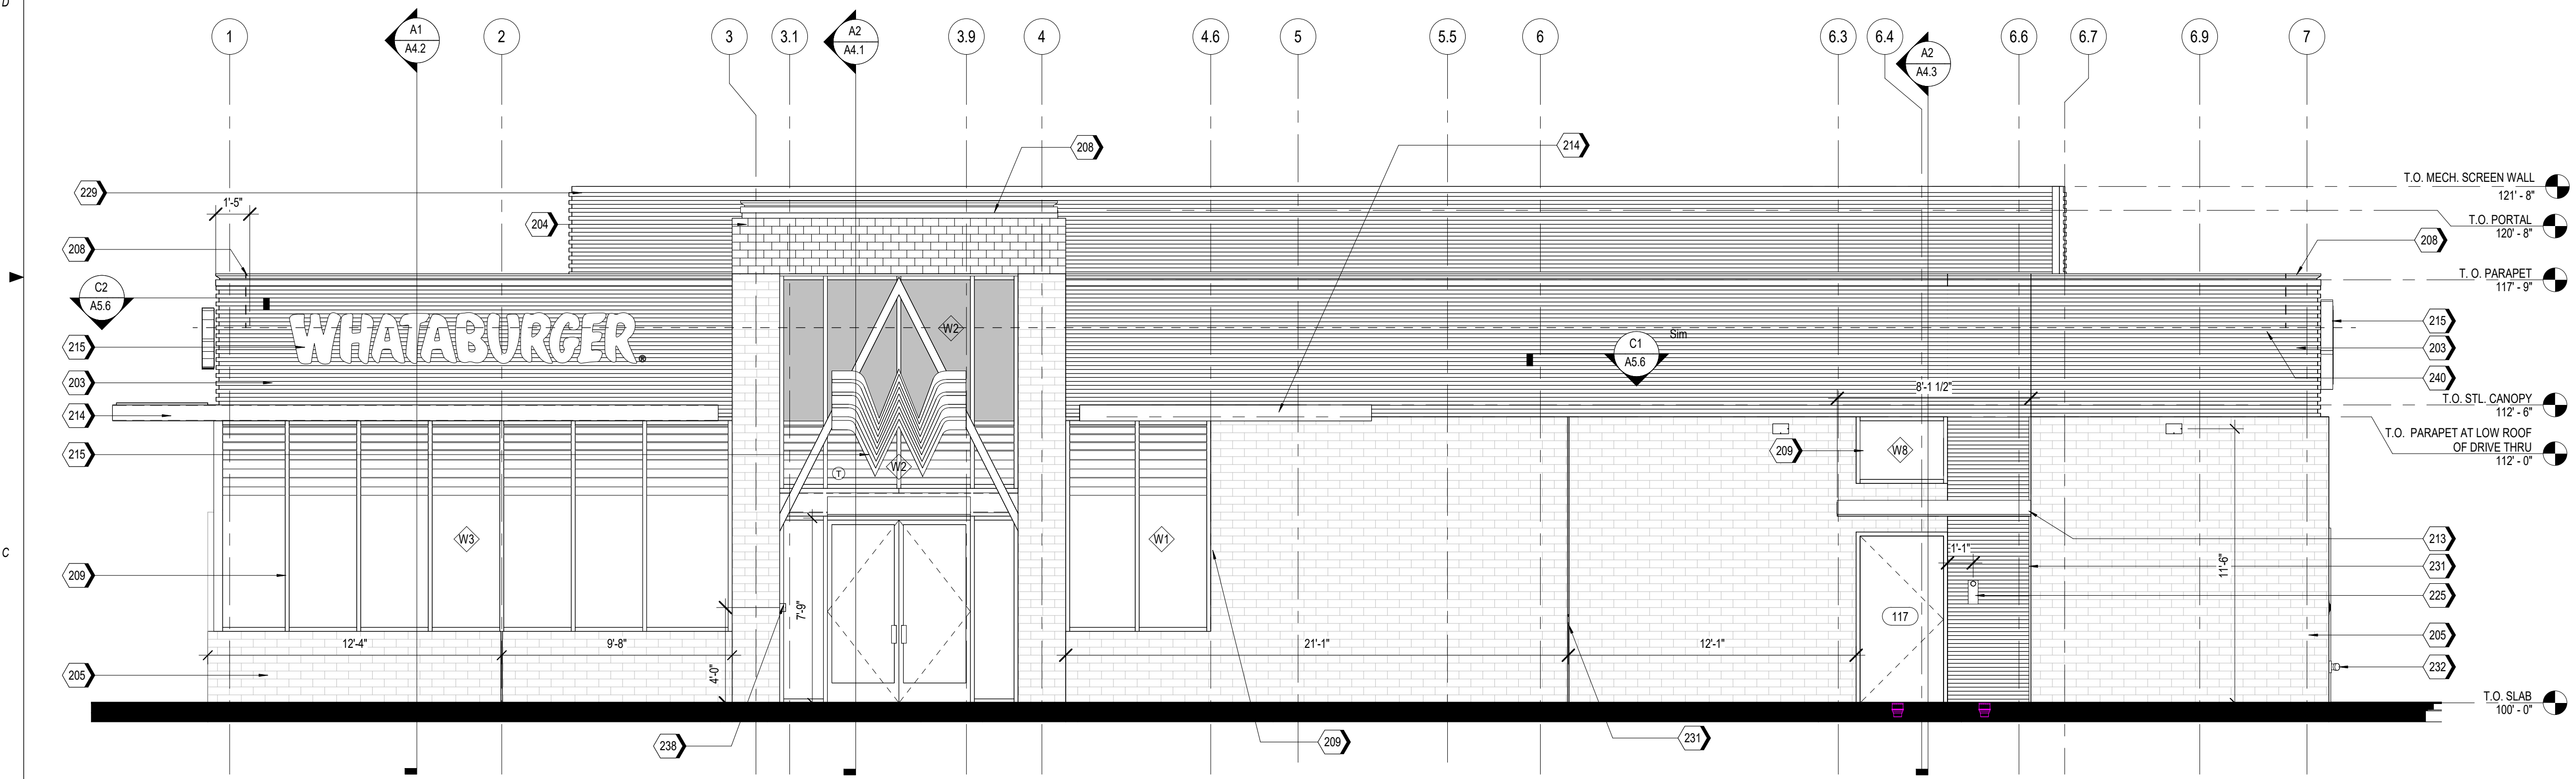 D
1
A1
A4.2
2
3
3.1
A2
A4.1
3.9
4
4.6
5
5.5
6
6.3
6.4
A2
A4.3
6.6
6.7
6.9
7
208
214
229
T.O. MECH. SCREEN WALL
121' - 8"
1'-5"
204
T.O. PORTAL
120' - 8"
208
208
T. O. PARAPET
117' - 9"
C2
A5.6
WHATABURGER®
W2
215
215
C1
A5.6
Sim
203
203
240
8'-1 1/2"
214
T.O. STL. CANOPY
112' - 6"
T.O. PARAPET AT LOW ROOF
OF DRIVE THRU
112' - 0"
215
T
W2
209
W8
C
W3
W1
213
1'-1"
231
11'-6"
209
225
7'-9"
117
205
12'-4"
9'-8"
21'-1"
12'-1"
232
205
4'-0"
T.O. SLAB
100' - 0"
238
209
231